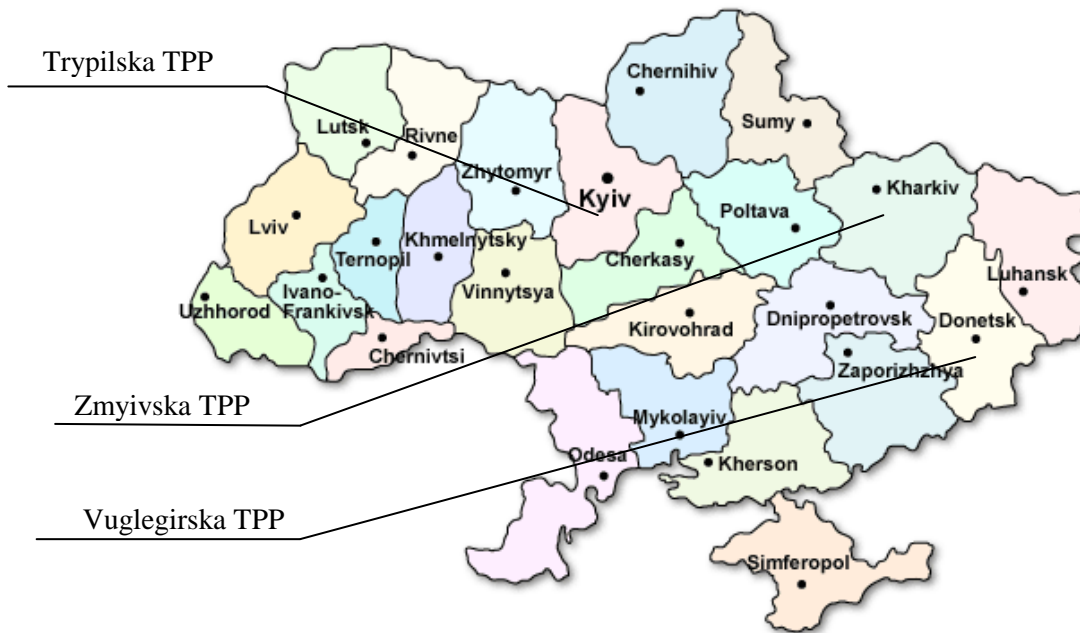 Trypilska TPP
Chernihiv
Sumy
Lutsk
Rivne
Zhytomyr
Kyiv
Kharkiv
Poltava
Lviv
Khmelnytsky
Ternopil
Cherkasy
Luhansk
Uzhhorod
Ivano-
Frankivsk
Vinnytsya
Kirovohrad
Dnipropetrovsk
Donetsk
Chernivtsi
Zaporizhzhya
Zmyivska TPP
Mykolayiv
Odesa
Kherson
Vuglegirska TPP
Simferopol